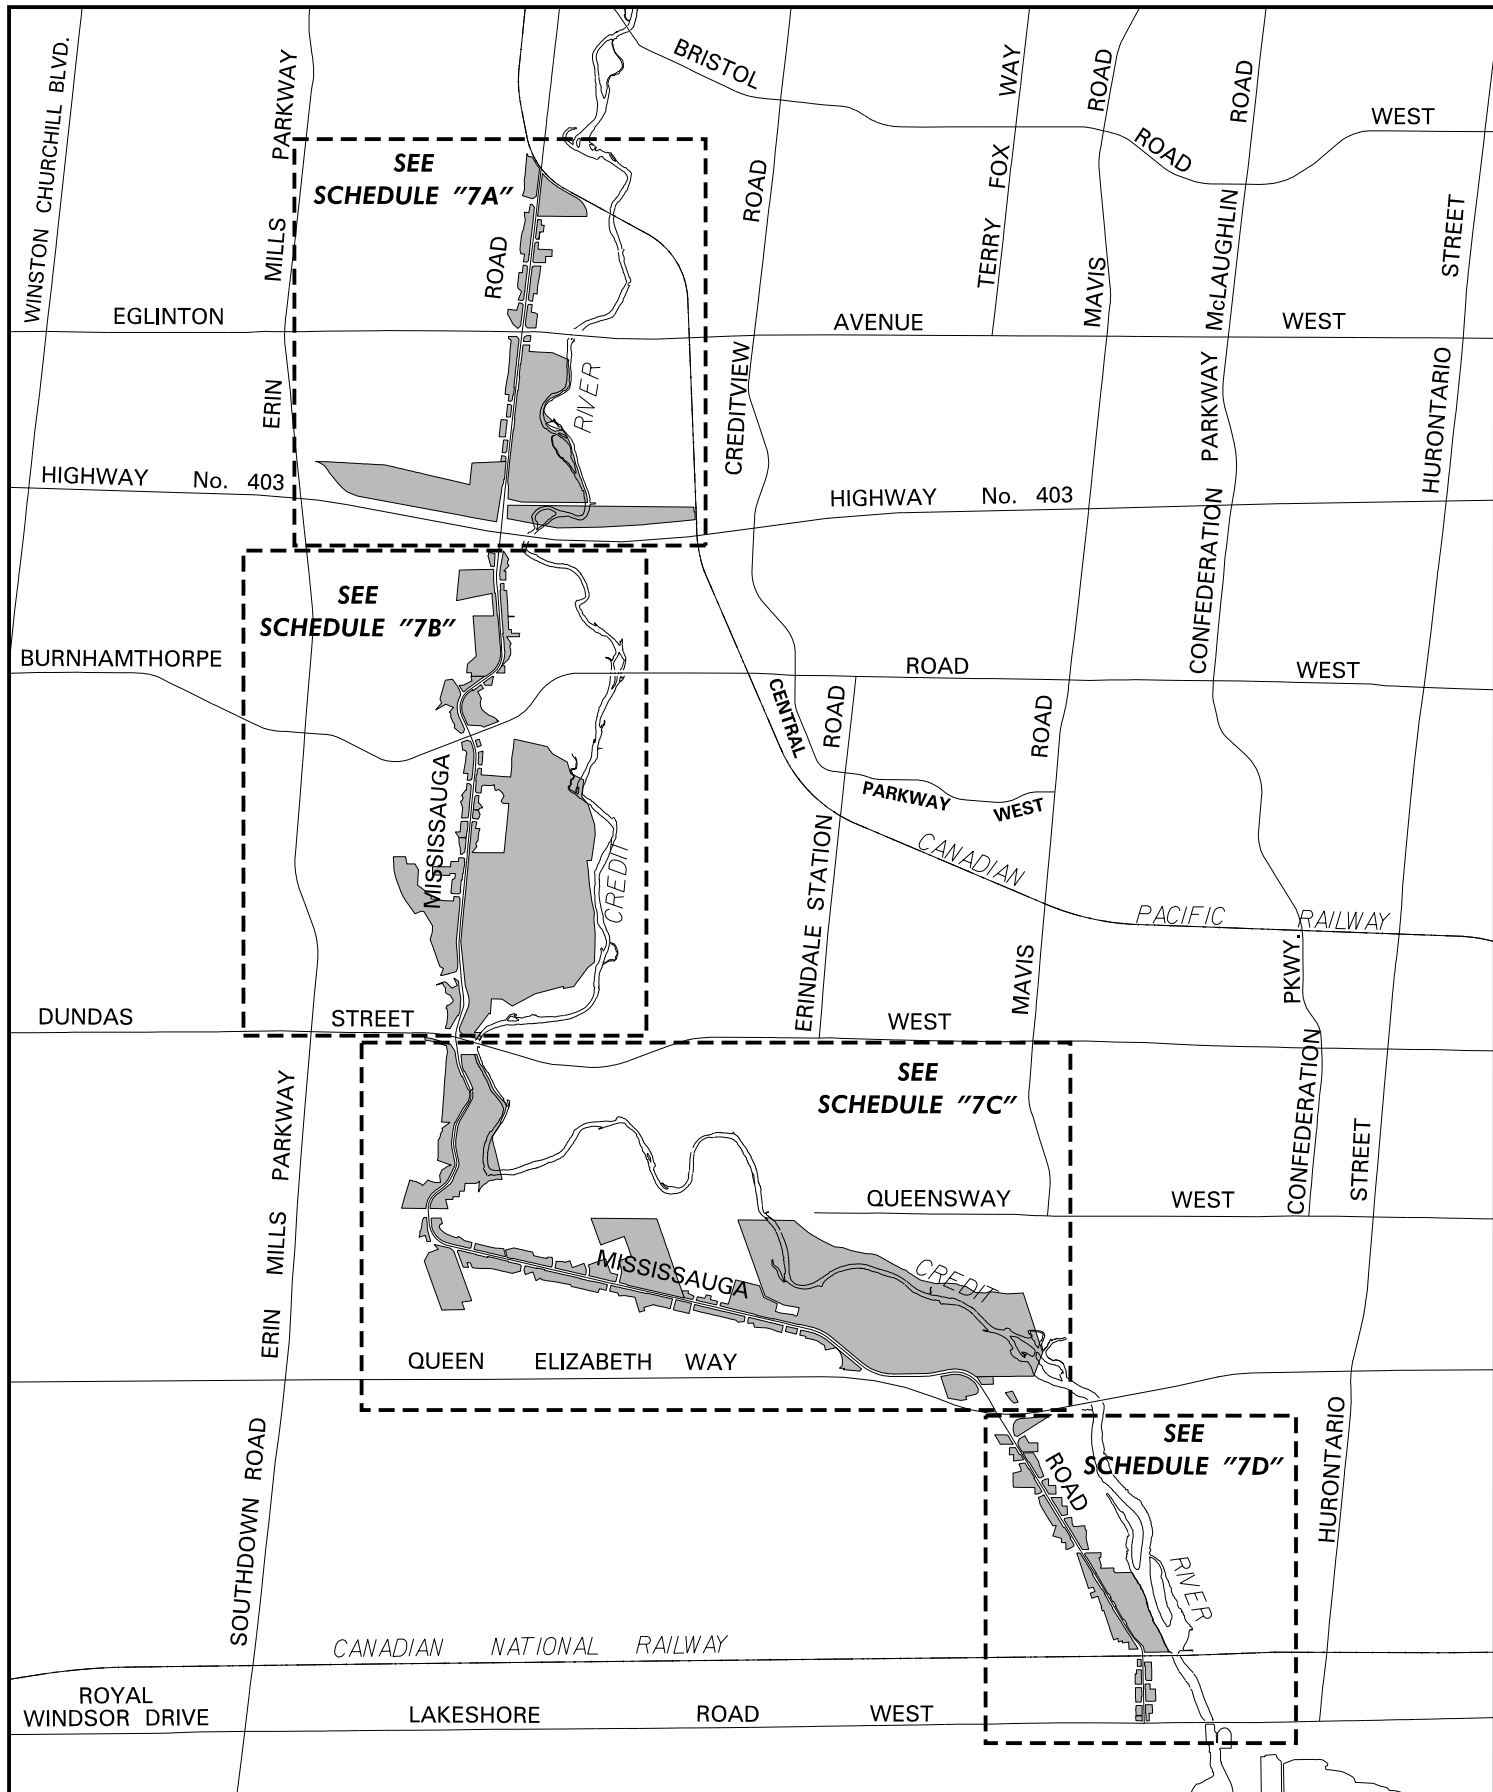 BRISTOL
ROAD
WEST
WINSTON CHURCHILL BLVD.
ERIN MILLS PARKWAY
SEE
SCHEDULE "7A"
ROAD
CREDITVIEW ROAD
TERRY FOX WAY
MAVIS ROAD
McLAUGHLIN ROAD
HURONTARIO STREET
EGLINTON
AVENUE
WEST
RIVER
HIGHWAY No. 403
HIGHWAY No. 403
CONFEDERATION PARKWAY
SEE
SCHEDULE "7B"
BURNHAMTHORPE
ROAD
WEST
CENTRAL
PARKWAY
WEST
MISSISSAUGA
CREDIT
ERINDALE STATION ROAD
MAVIS ROAD
CANADIAN
PACIFIC
RAILWAY
DUNDAS
STREET
WEST
CONFEDERATION PKWY.
SEE
SCHEDULE "7C"
ERIN MILLS PARKWAY
QUEENSWAY
WEST
MISSISSAUGA
CREDIT
QUEEN ELIZABETH WAY
HURONTARIO STREET
SEE
SCHEDULE "7D"
ROAD
SOUTHDOWN ROAD
RIVER
CANADIAN NATIONAL RAILWAY
ROYAL
WINDSOR DRIVE
LAKESHORE ROAD WEST